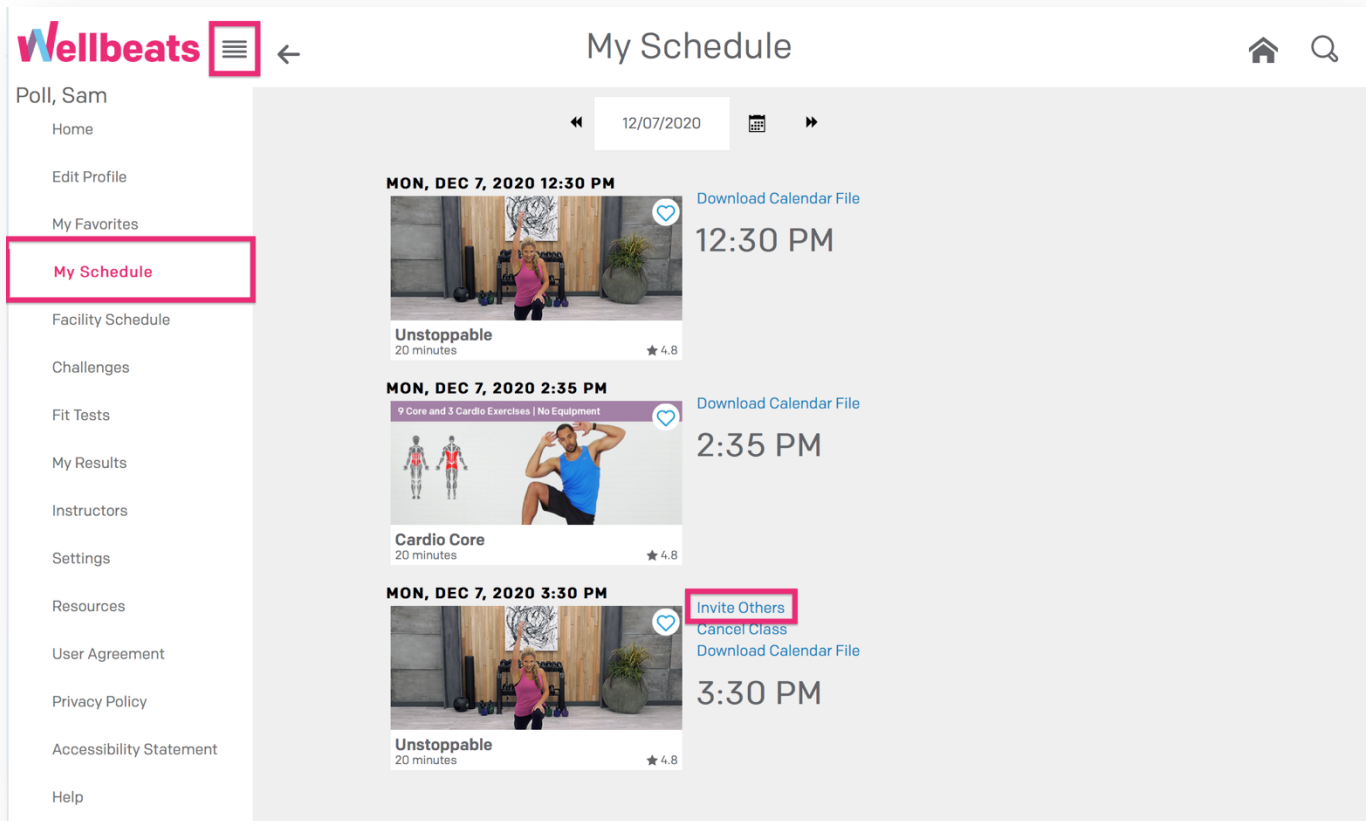 Wellbeats
My Schedule
Poll, Sam
Home
Edit Profile
My Favorites
My Schedule
Facility Schedule
Challenges
Fit Tests
My Results
Instructors
Settings
Resources
User Agreement
Privacy Policy
Accessibility Statement
Help
12/07/2020
MON, DEC 7, 2020 12:30 PM
Download Calendar File
12:30 PM
Unstoppable
20 minutes
4.8
MON, DEC 7, 2020 2:35 PM
9 Core and 3 Cardio Exercises | No Equipment
Download Calendar File
2:35 PM
Cardio Core
20 minutes
4.8
MON, DEC 7, 2020 3:30 PM
Invite Others
Cancel Class
Download Calendar File
3:30 PM
Unstoppable
20 minutes
4.8